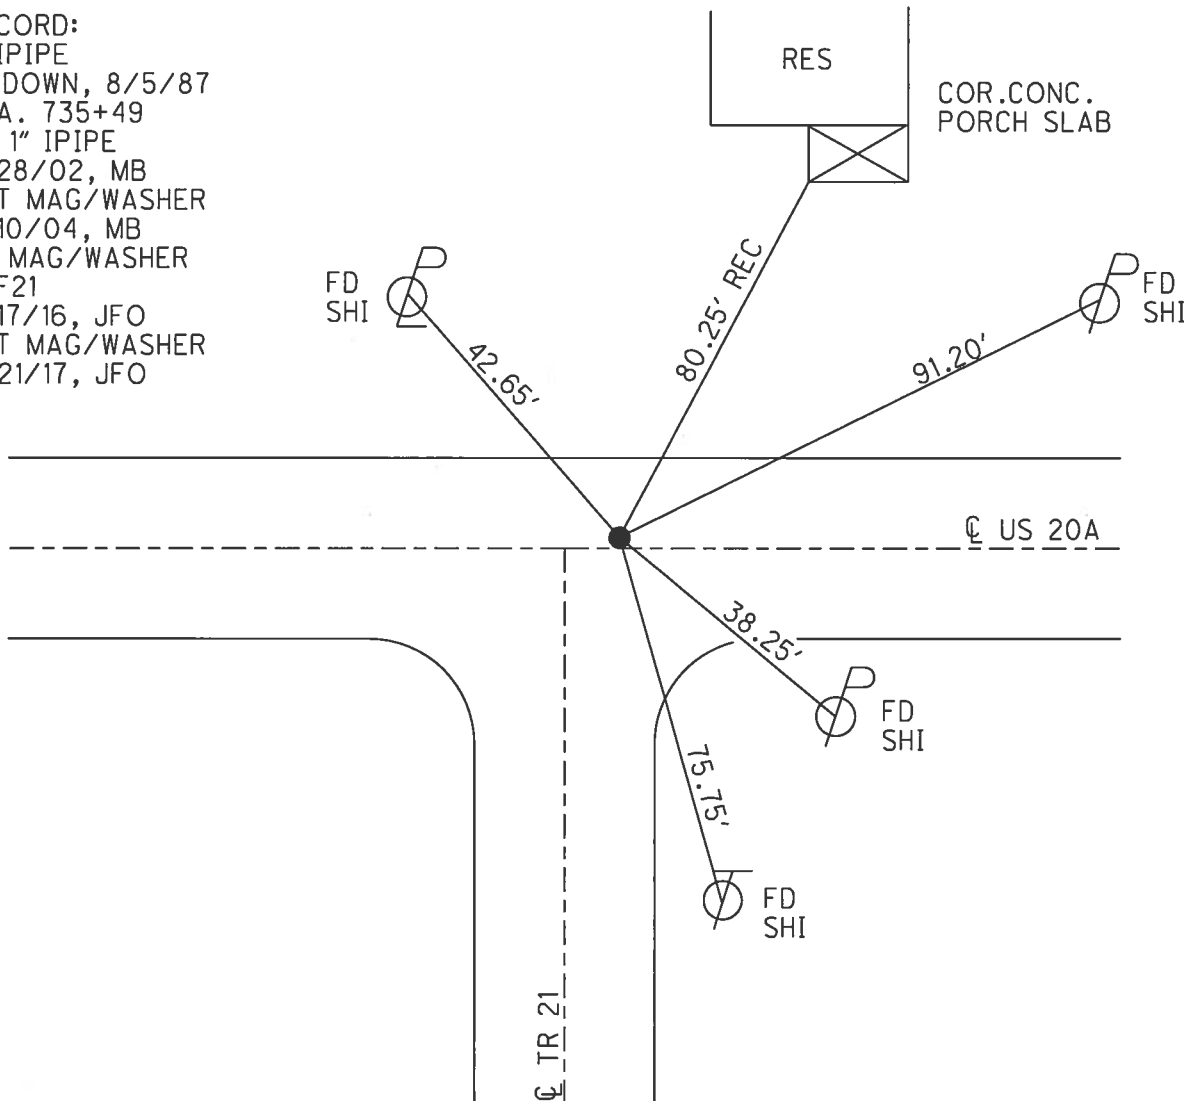 CORD:
IPIPE
DOWN, 8/5/87
A. 735+49
1" IPIPE
28/02, MB
T MAG/WASHER
10/04, MB
MAG/WASHER
F21
17/16, JFO
T MAG/WASHER
21/17, JFO
RES
COR.CONC.
PORCH SLAB
FD
SHI
42.65'
80.25' REC
91.20'
FD
SHI
℄ US 20A
38.25'
FD
SHI
75.75'
FD
SHI
℄ TR 21